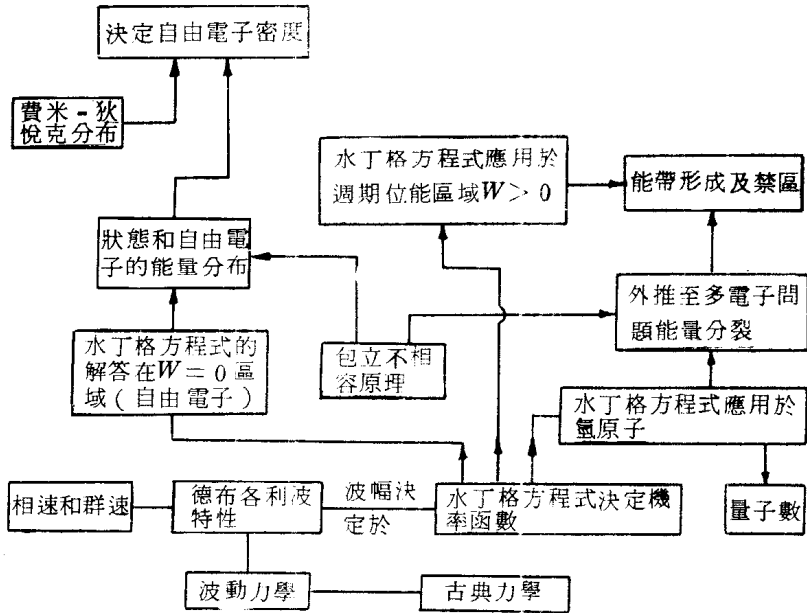 決定自由電子密度
費米－狄
悅克分布
水丁格方程式應用於
週期位能區域W＞0
能帶形成及禁區
狀態和自由電
子的能量分布
外推至多電子問
題能量分裂
水丁格方程式的
解答在W＝0區
域（自由電子）
包立不相
容原理
水丁格方程式應用於
氫原子
相速和群速
德布各利波
特性
波幅決
定於
水丁格方程式決定機
率函數
量子數
波動力學
古典力學